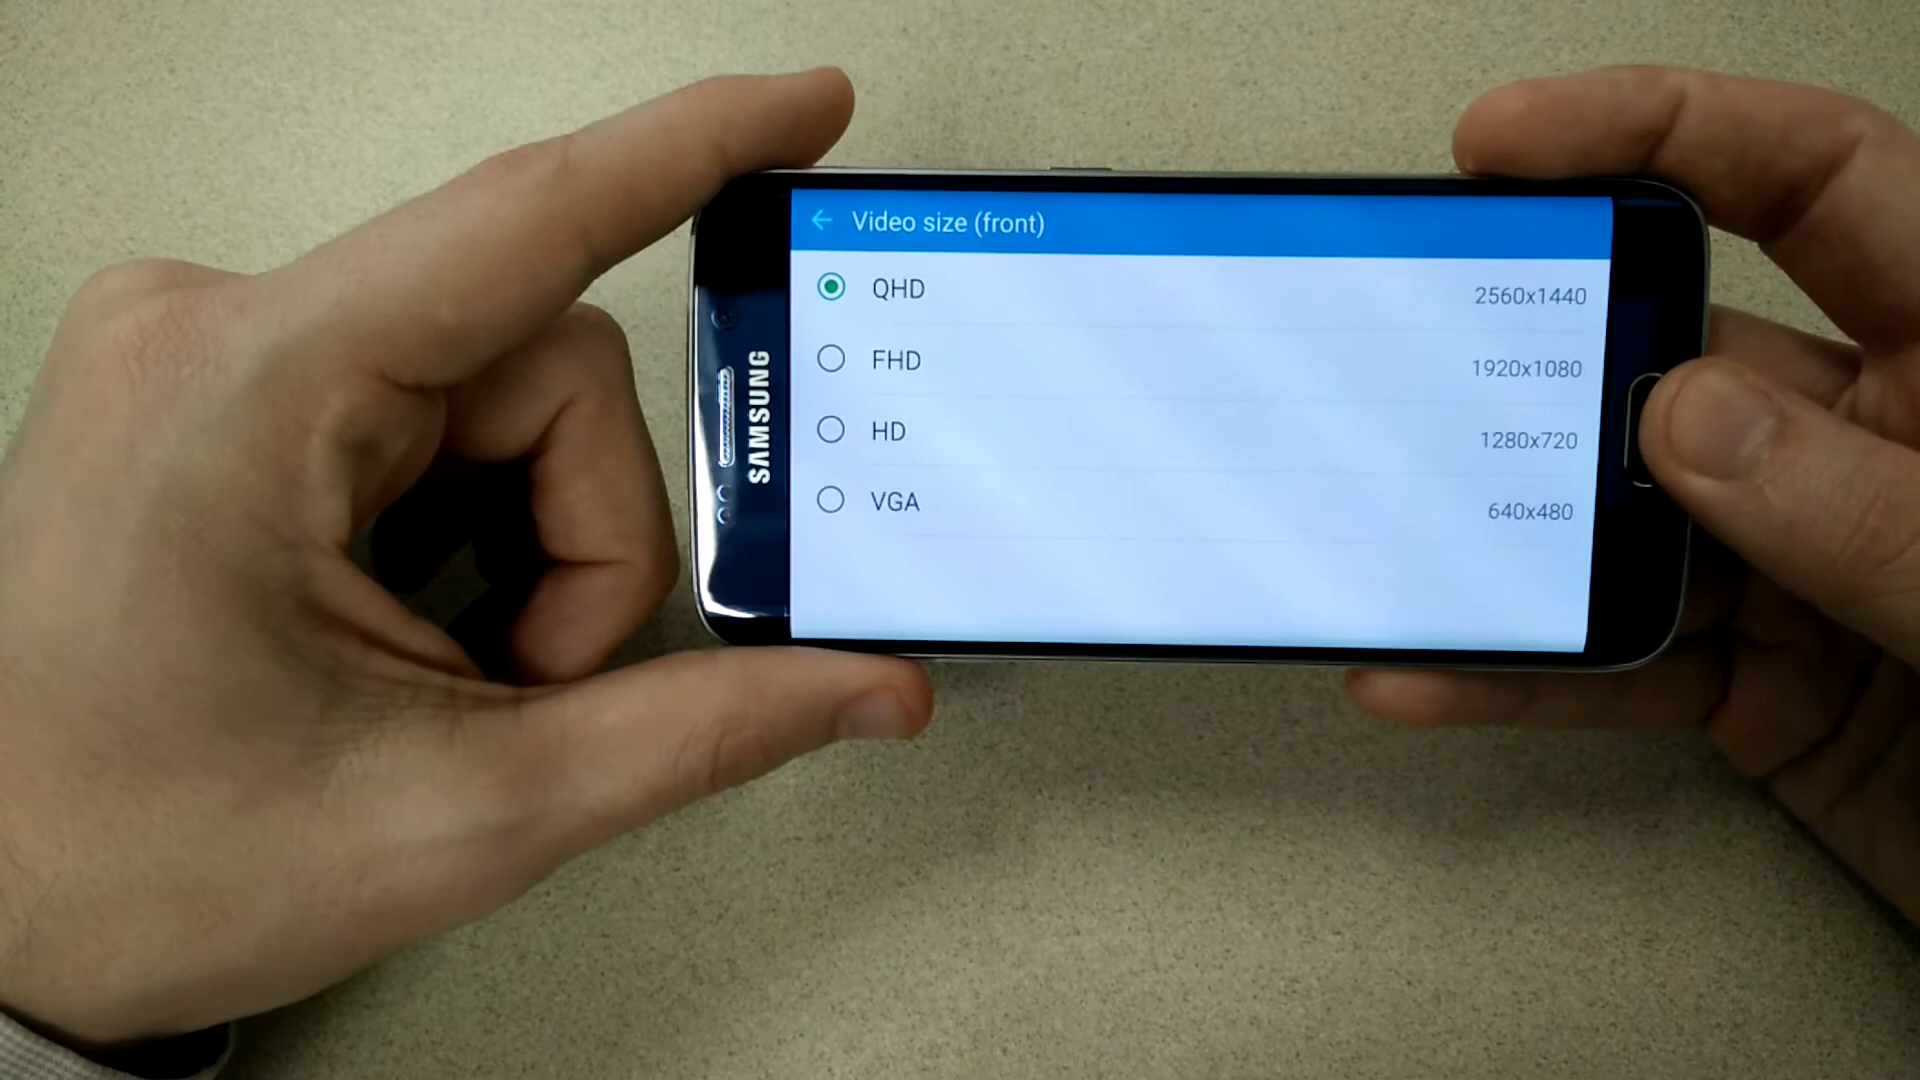 Video size (front)
QHD 2560x1440
FHD 1920x1080
HD 1280x720
VGA 640x480
SAMSUNG